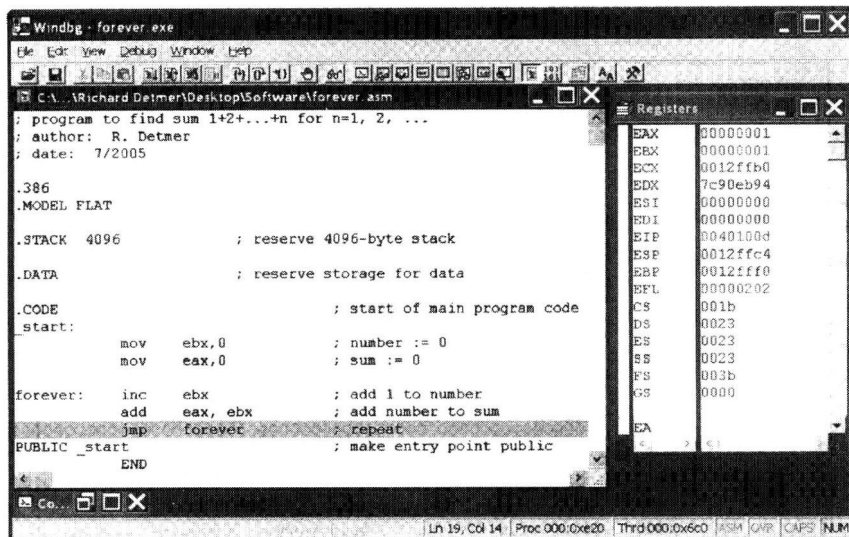 Windbg - forever.exe
File Edit View Debug Window Help
C:\...\Richard Detmer\Desktop\Software\forever.asm
; program to find sum 1+2+...+n for n=1, 2, ...
; author: R. Detmer
; date: 7/2005
.386
.MODEL FLAT
.STACK 4096 ; reserve 4096-byte stack
.DATA ; reserve storage for data
.CODE ; start of main program code
_start:
mov ebx,0 ; number := 0
mov eax,0 ; sum := 0
forever: inc ebx ; add 1 to number
add eax, ebx ; add number to sum
jmp forever ; repeat
PUBLIC _start ; make entry point public
END
Registers
EAX 00000001
EBX 00000001
ECX 0012ffb0
EDX 7c90eb94
ESI 00000000
EDI 00000000
EIP 0040100d
ESP 0012ffc4
EBP 0012fff0
EFL 00000202
CS 001b
DS 0023
ES 0023
SS 0023
FS 003b
GS 0000
EA
Co...
Ln 19, Col 14 Proc 000:0xe20 Thrd 000:0x6c0 ASM OVR CAPS NUM